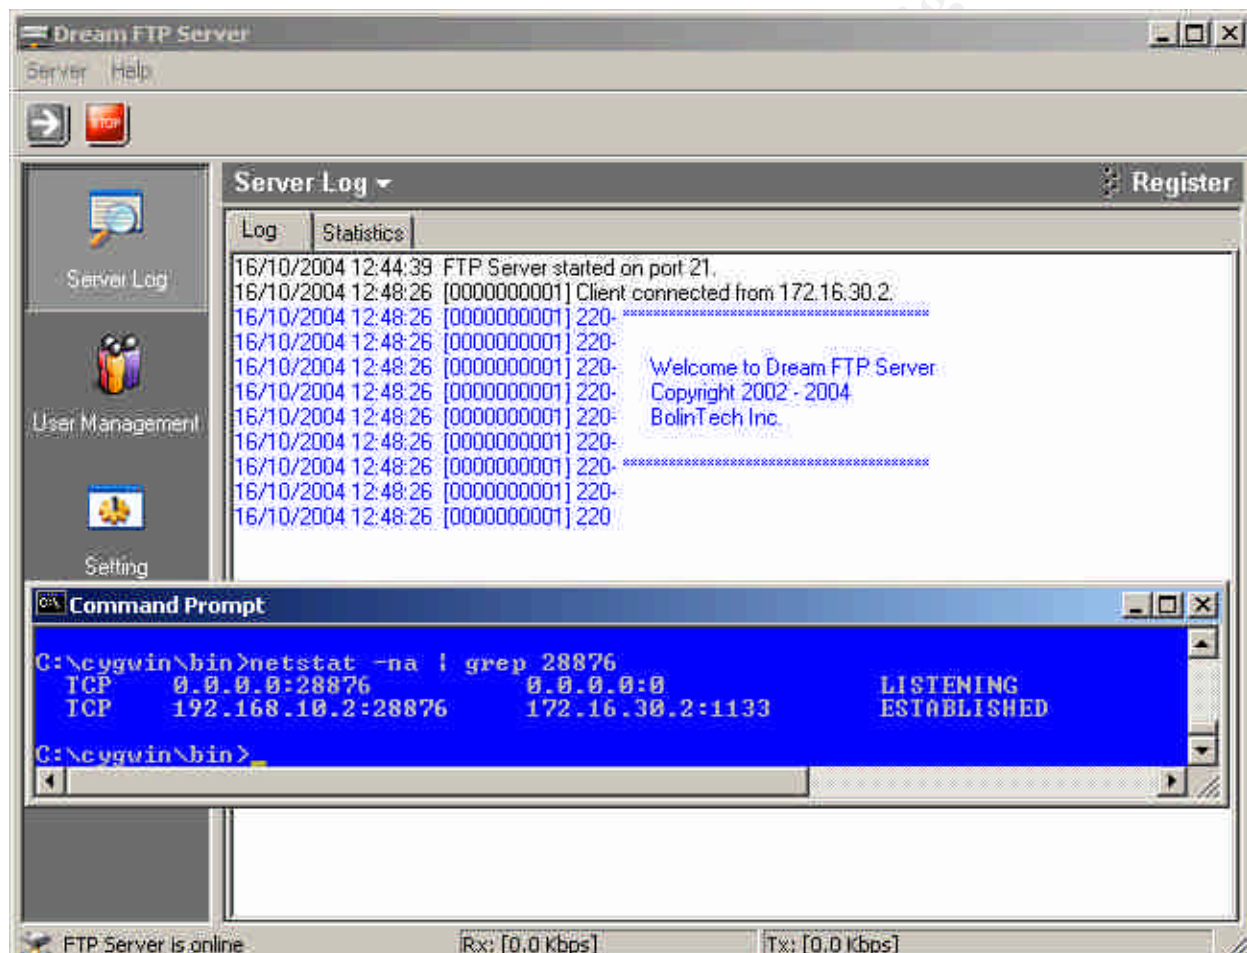 Dream FTP Server
Server Help
STOP
Server Log Register
Log Statistics
Server Log
User Management
Setting
16/10/2004 12:44:39 FTP Server started on port 21.
16/10/2004 12:48:26 [0000000001] Client connected from 172.16.30.2.
16/10/2004 12:48:26 [0000000001] 220- ****************************************
16/10/2004 12:48:26 [0000000001] 220-
16/10/2004 12:48:26 [0000000001] 220- Welcome to Dream FTP Server
16/10/2004 12:48:26 [0000000001] 220- Copyright 2002 - 2004
16/10/2004 12:48:26 [0000000001] 220- BolinTech Inc.
16/10/2004 12:48:26 [0000000001] 220-
16/10/2004 12:48:26 [0000000001] 220- ****************************************
16/10/2004 12:48:26 [0000000001] 220-
16/10/2004 12:48:26 [0000000001] 220
Command Prompt
C:\cygwin\bin>netstat -na | grep 28876
TCP 0.0.0.0:28876 0.0.0.0:0 LISTENING
TCP 192.168.10.2:28876 172.16.30.2:1133 ESTABLISHED
C:\cygwin\bin>_
FTP Server is online Rx: [0.0 Kbps] Tx: [0.0 Kbps]